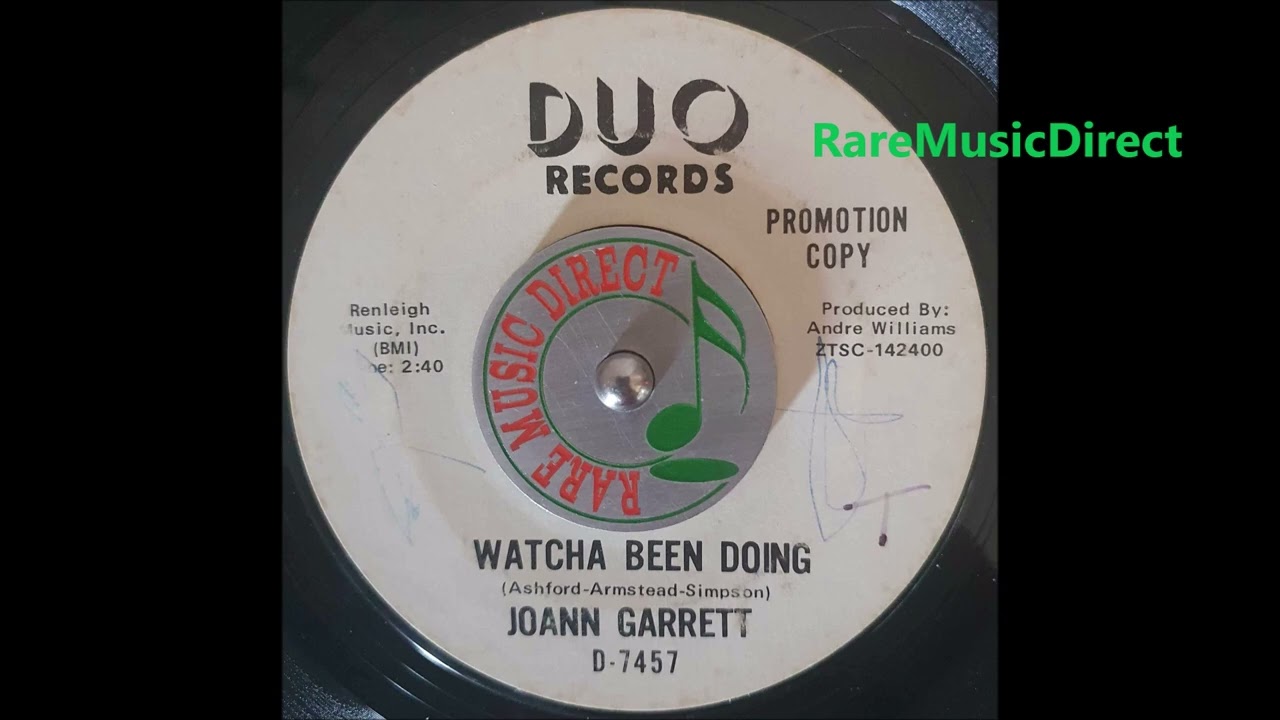 DUO
RECORDS
RareMusicDirect
PROMOTION
COPY
Renleigh
Music, Inc.
(BMI)
2:40
Produced By:
Andre Williams
ZTSC-142400
RARE MUSIC DIRECT
WATCHA BEEN DOING
(Ashford-Armstead-Simpson)
JOANN GARRETT
D-7457